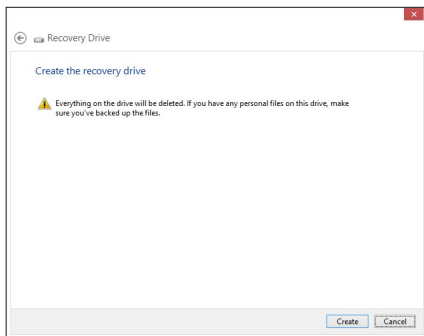 Recovery Drive
Create the recovery drive
Everything on the drive will be deleted. If you have any personal files on this drive, make
sure you've backed up the files.
Create Cancel